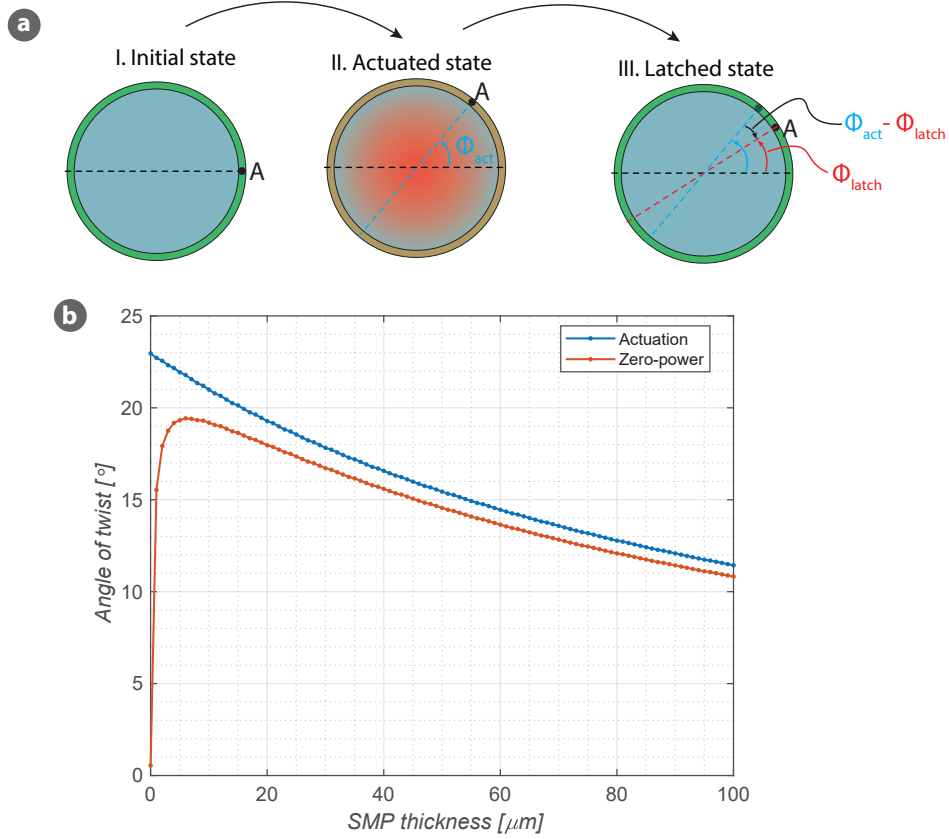 a
I. Initial state
II. Actuated state
III. Latched state
A
A
A
Φact
Φact - Φlatch
Φlatch
b
25
20
15
10
5
0
Angle of twist [°]
Actuation
Zero-power
0 20 40 60 80 100
SMP thickness [μm]